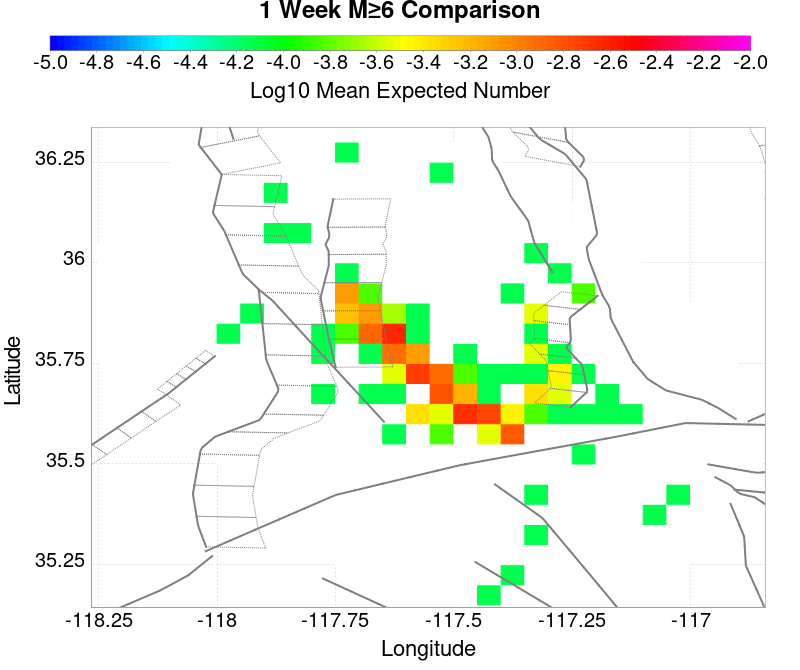 1 Week M≥6 Comparison
-5.0 -4.8 -4.6 -4.4 -4.2 -4.0 -3.8 -3.6 -3.4 -3.2 -3.0 -2.8 -2.6 -2.4 -2.2 -2.0
Log10 Mean Expected Number
36.25
36
35.75
35.5
35.25
Latitude
-118.25 -118 -117.75 -117.5 -117.25 -117
Longitude